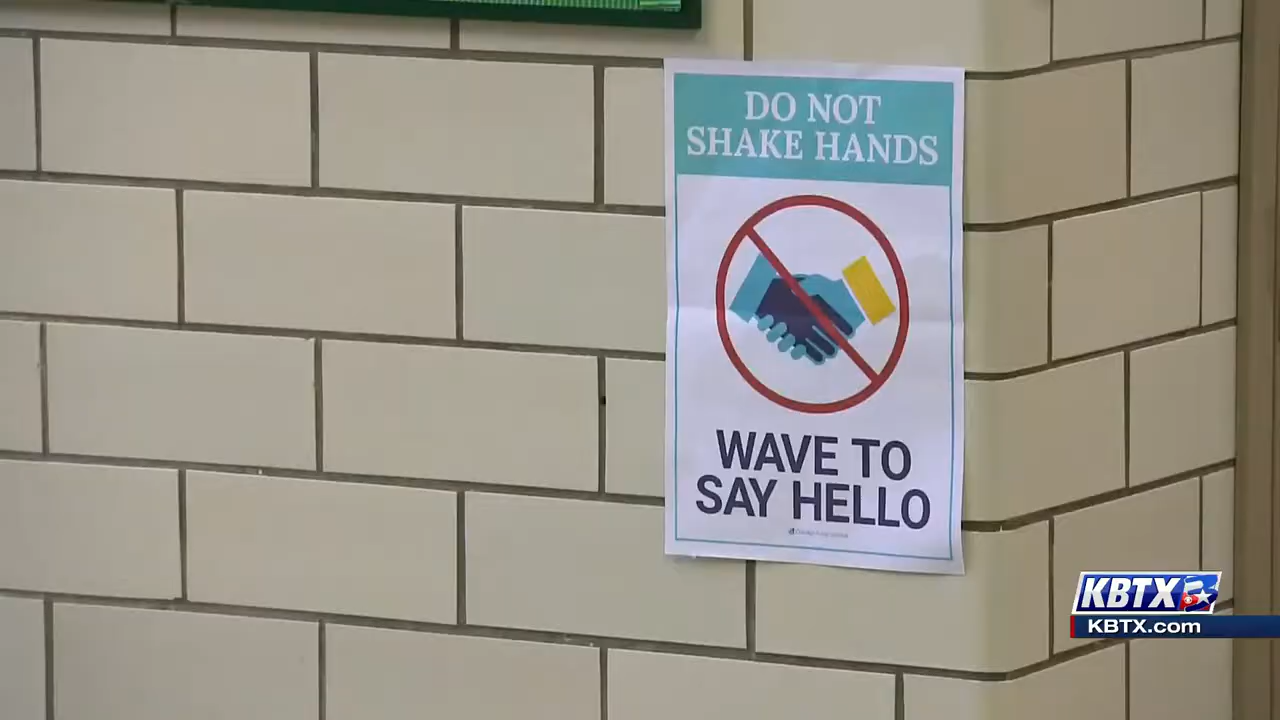 DO NOT
SHAKE HANDS
WAVE TO
SAY HELLO
KBTX
KBTX.com